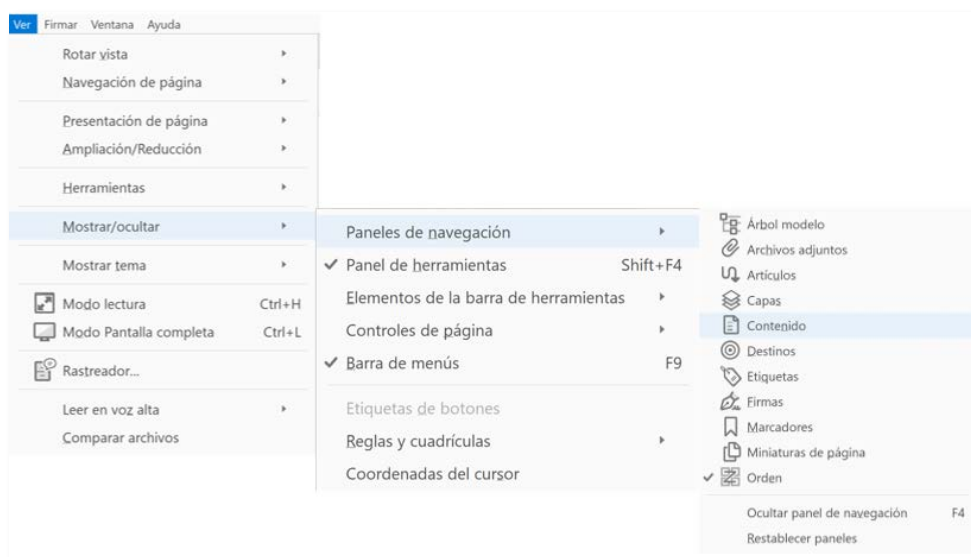 Ver Firmar Ventana Ayuda
Rotar vista
Navegación de página
Presentación de página
Ampliación/Reducción
Herramientas
Mostrar/ocultar
Mostrar tema
Modo lectura Ctrl+H
Modo Pantalla completa Ctrl+L
Rastreador...
Leer en voz alta
Comparar archivos
Paneles de navegación
Panel de herramientas Shift+F4
Elementos de la barra de herramientas
Controles de página
Barra de menús F9
Etiquetas de botones
Reglas y cuadrículas
Coordenadas del cursor
Árbol modelo
Archivos adjuntos
Artículos
Capas
Contenido
Destinos
Etiquetas
Firmas
Marcadores
Miniaturas de página
Orden
Ocultar panel de navegación F4
Restablecer paneles